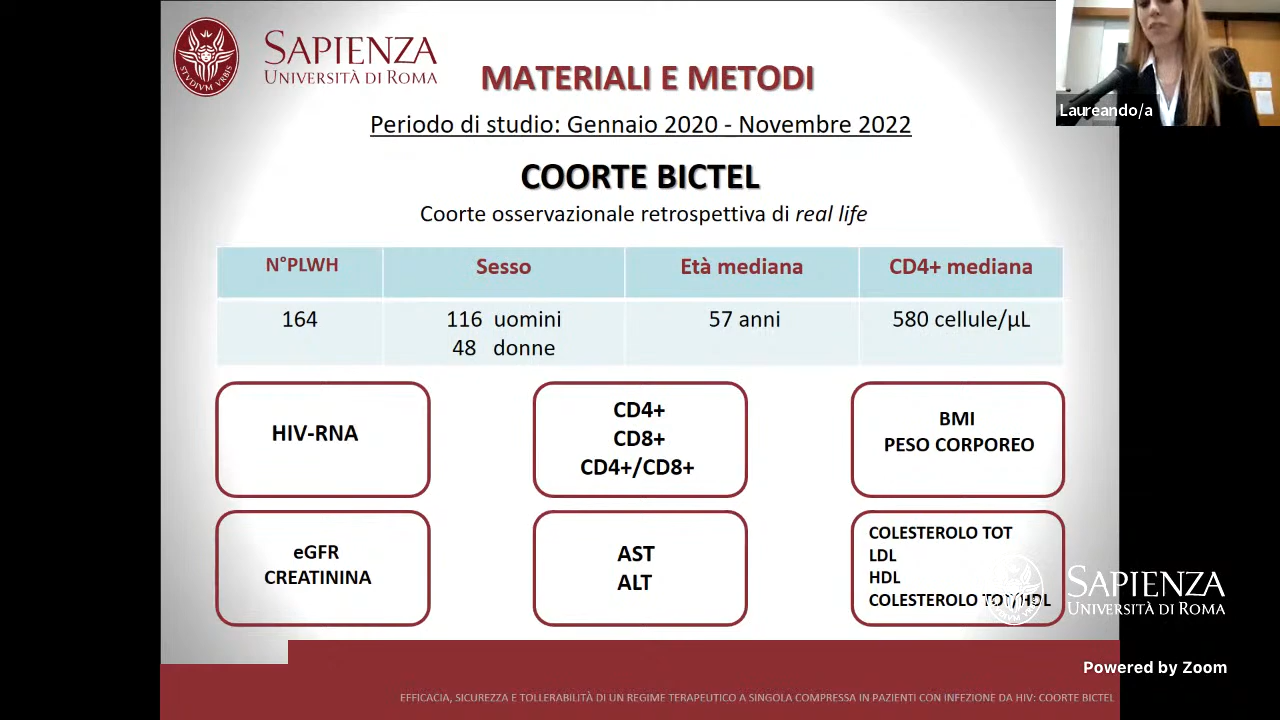 SAPIENZA
UNIVERSITÀ DI ROMA
STVDIVM VRBIS
MATERIALI E METODI
Laureando/a
Periodo di studio: Gennaio 2020 - Novembre 2022
COORTE BICTEL
Coorte osservazionale retrospettiva di real life
N°PLWH Sesso Età mediana CD4+ mediana
164 116 uomini 57 anni 580 cellule/µL
48 donne
HIV-RNA
CD4+
CD8+
CD4+/CD8+
BMI
PESO CORPOREO
eGFR
CREATININA
AST
ALT
COLESTEROLO TOT
LDL
HDL
COLESTEROLO TOT/HDL
SAPIENZA
UNIVERSITÀ DI ROMA
Powered by Zoom
EFFICACIA, SICUREZZA E TOLLERABILITÀ DI UN REGIME TERAPEUTICO A SINGOLA COMPRESSA IN PAZIENTI CON INFEZIONE DA HIV: COORTE BICTEL